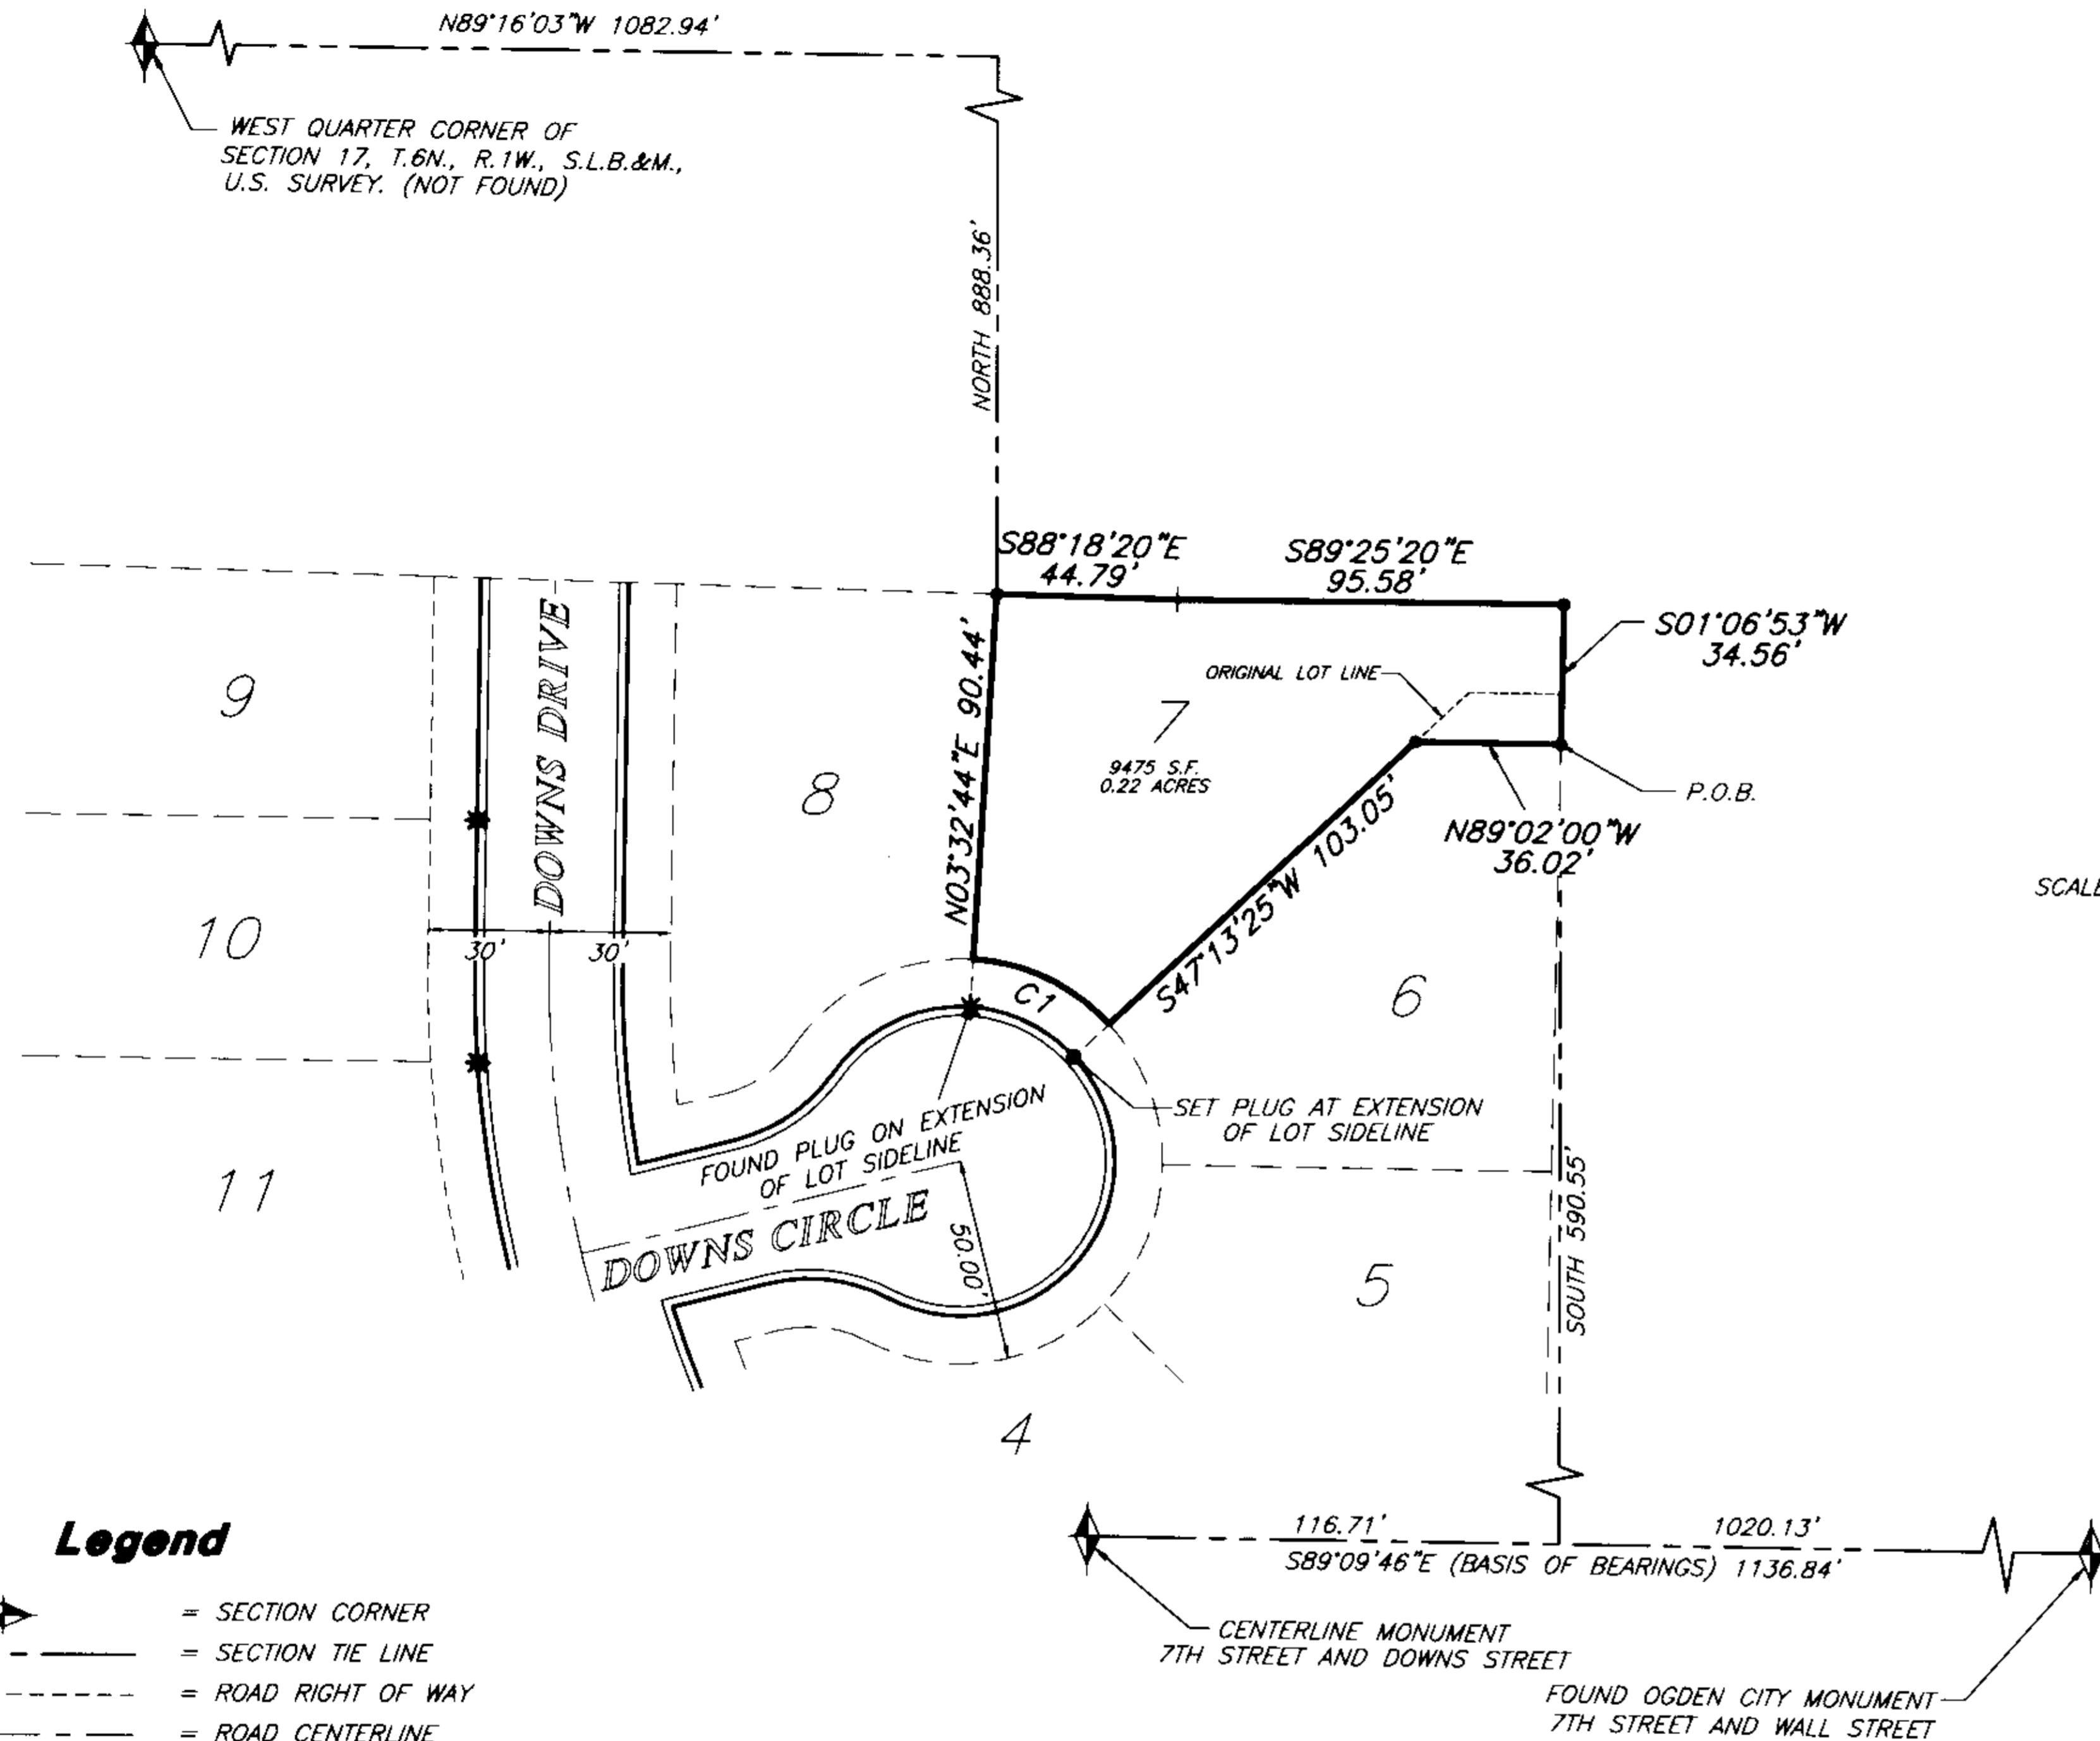 N89°16'03"W 1082.94'
WEST QUARTER CORNER OF
SECTION 17, T.6N., R.1W., S.L.B.&M.,
U.S. SURVEY. (NOT FOUND)
NORTH 888.36'
S88°18'20"E
44.79'
S89°25'20"E
95.58'
S01°06'53"W
34.56'
ORIGINAL LOT LINE
7
9475 S.F.
0.22 ACRES
N03°32'44"E 90.44'
P.O.B.
N89°02'00"W
36.02'
S47°13'25"W 103.05'
SCALE
9
DOWNS DRIVE
8
10
30'
30'
C1
6
11
SET PLUG AT EXTENSION
OF LOT SIDELINE
FOUND PLUG ON EXTENSION
OF LOT SIDELINE
DOWNS CIRCLE
50.00'
5
SOUTH 590.55'
4
116.71'
1020.13'
S89°09'46"E (BASIS OF BEARINGS) 1136.84'
CENTERLINE MONUMENT
7TH STREET AND DOWNS STREET
FOUND OGDEN CITY MONUMENT
7TH STREET AND WALL STREET
Legend
= SECTION CORNER
= SECTION TIE LINE
= ROAD RIGHT OF WAY
= ROAD CENTERLINE